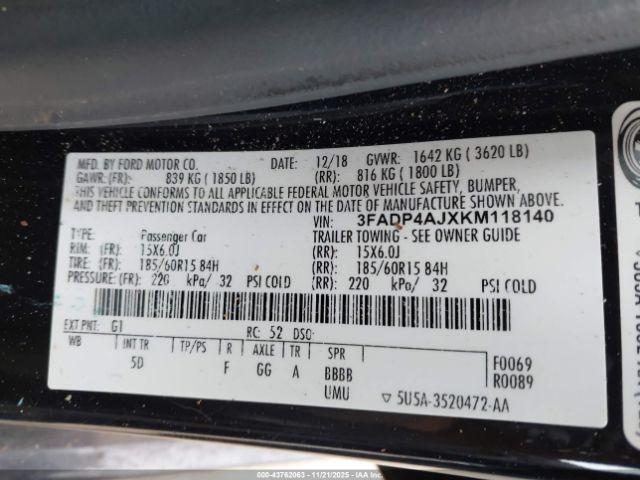 MFD. BY FORD MOTOR CO. DATE: 12/18 GVWR: 1642 KG ( 3620 LB)
GAWR: (FR): 839 KG ( 1850 LB) (RR): 816 KG ( 1800 LB)
THIS VEHICLE CONFORMS TO ALL APPLICABLE FEDERAL MOTOR VEHICLE SAFETY, BUMPER,
AND THEFT PREVENTION STANDARDS IN EFFECT ON THE DATE OF MANUFACTURE SHOWN ABOVE.
VIN: 3FADP4AJXKM118140
TYPE: Passenger Car TRAILER TOWING - SEE OWNER GUIDE
RIM: (FR): 15X6.0J (RR): 15X6.0J
TIRE: (FR): 185/60R15 84H (RR): 185/60R15 84H
PRESSURE: (FR): 220 kPa/ 32 PSI COLD (RR): 220 kPa/ 32 PSI COLD
EXT PNT: G1 RC: 52 DSO:
WB INT TR TP/PS R AXLE TR SPR F0069
5D F GG A BBBB R0089
UMU ▽ 5U5A-3520472-AA
000-43762063 - 11/21/2025 -